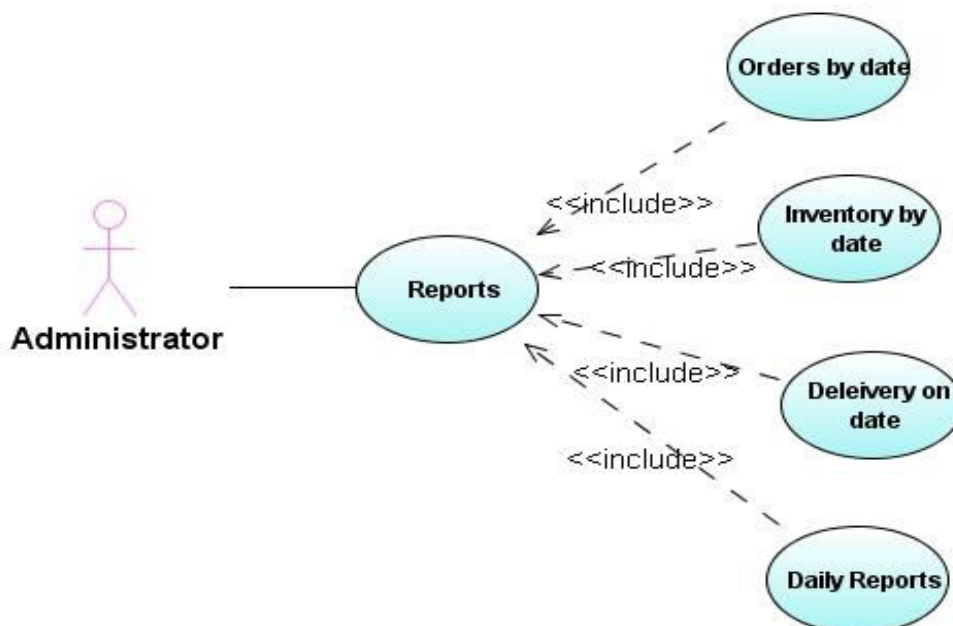 Orders by date
<<include>>
Inventory by
date
<<include>>
Reports
Administrator
<<include>>
Deleivery on
date
<<include>>
Daily Reports